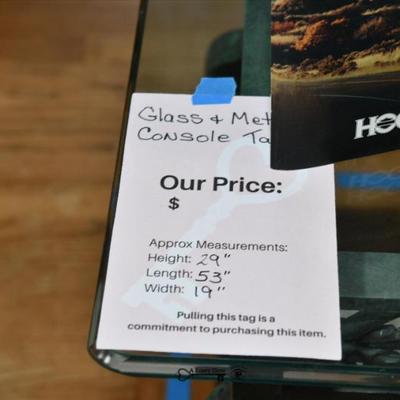 Glass & Met
Console Ta
HO
Our Price:
$
Approx Measurements:
Height: 29"
Length: 53"
Width: 19"
Pulling this tag is a
commitment to purchasing this item.